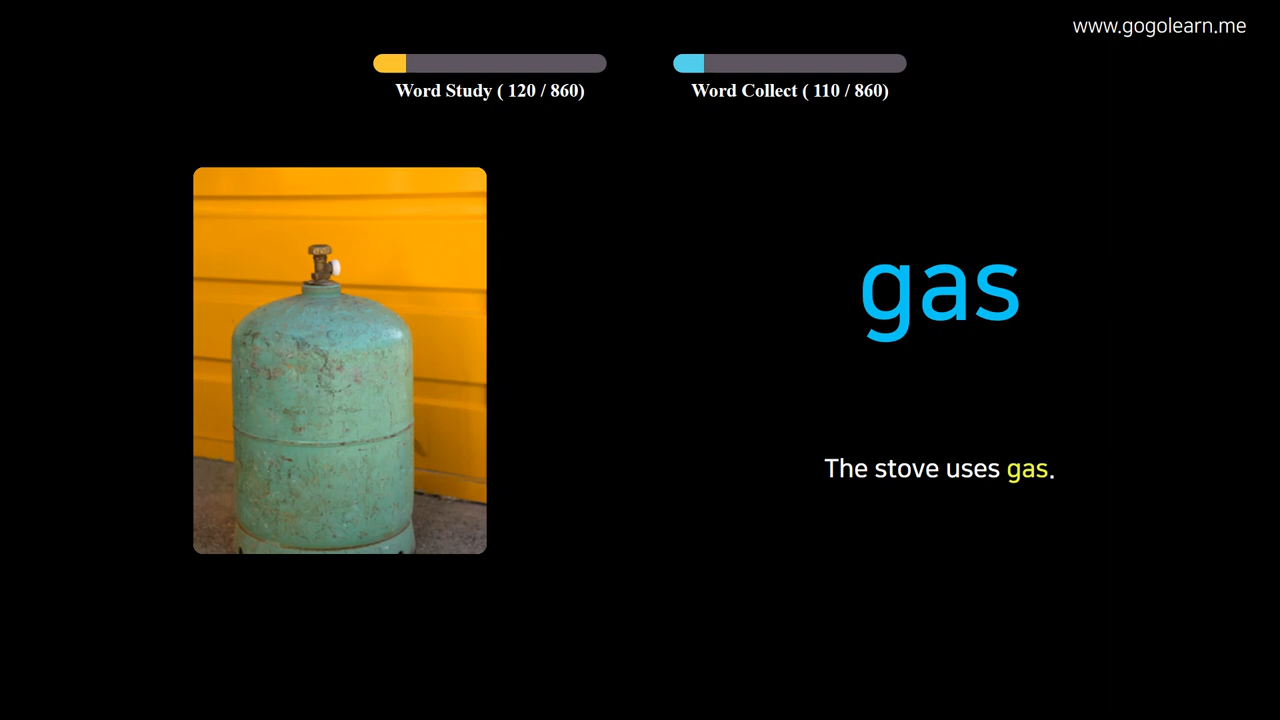 www.gogolearn.me
Word Study ( 120 / 860)
Word Collect ( 110 / 860)
gas
The stove uses gas.